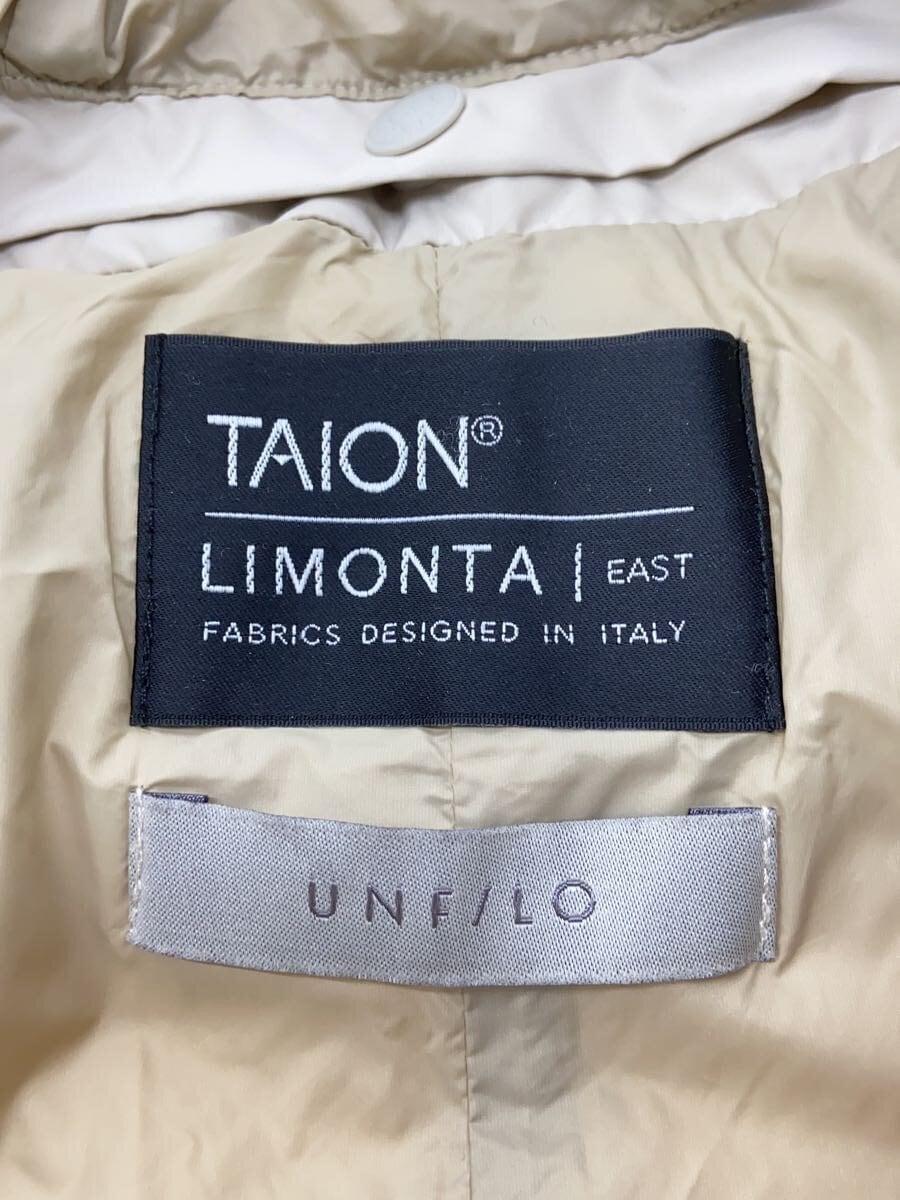 TAION®
LIMONTA | EAST
FABRICS DESIGNED IN ITALY
UNF/LO